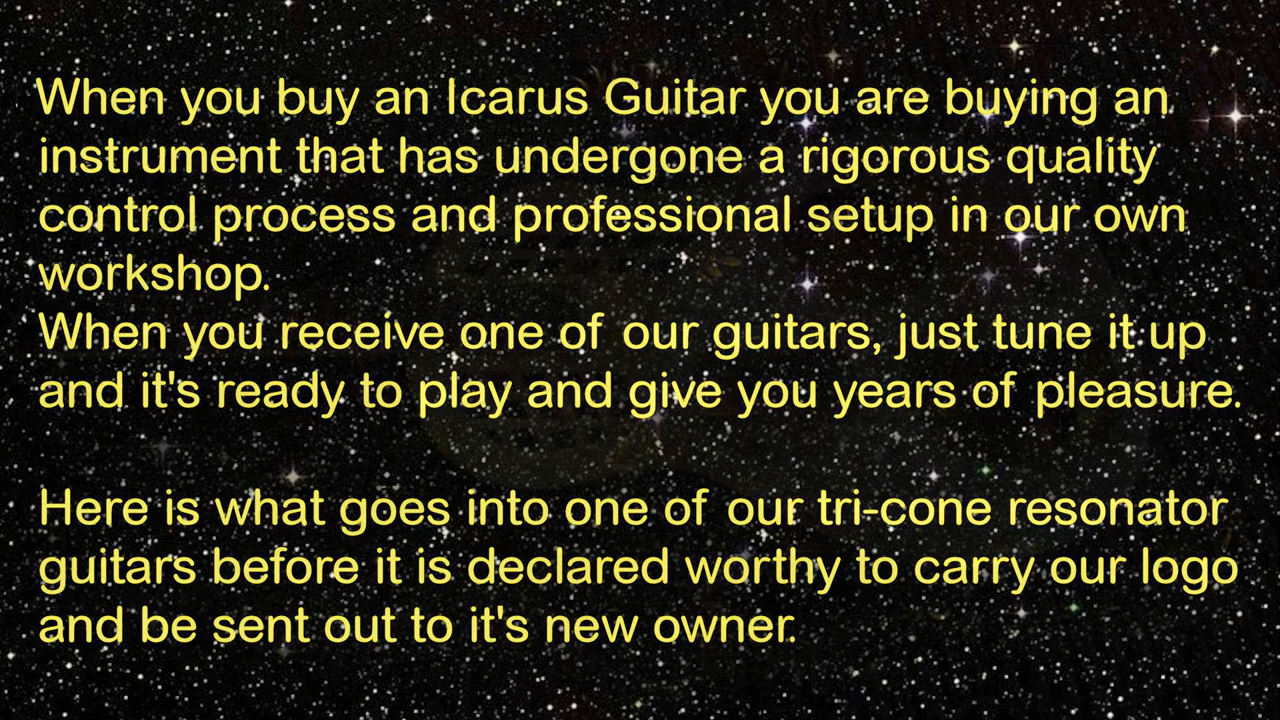 When you buy an Icarus Guitar you are buying an
instrument that has undergone a rigorous quality
control process and professional setup in our own
workshop.
When you receive one of our guitars, just tune it up
and it's ready to play and give you years of pleasure.
Here is what goes into one of our tri-cone resonator
guitars before it is declared worthy to carry our logo
and be sent out to it's new owner.